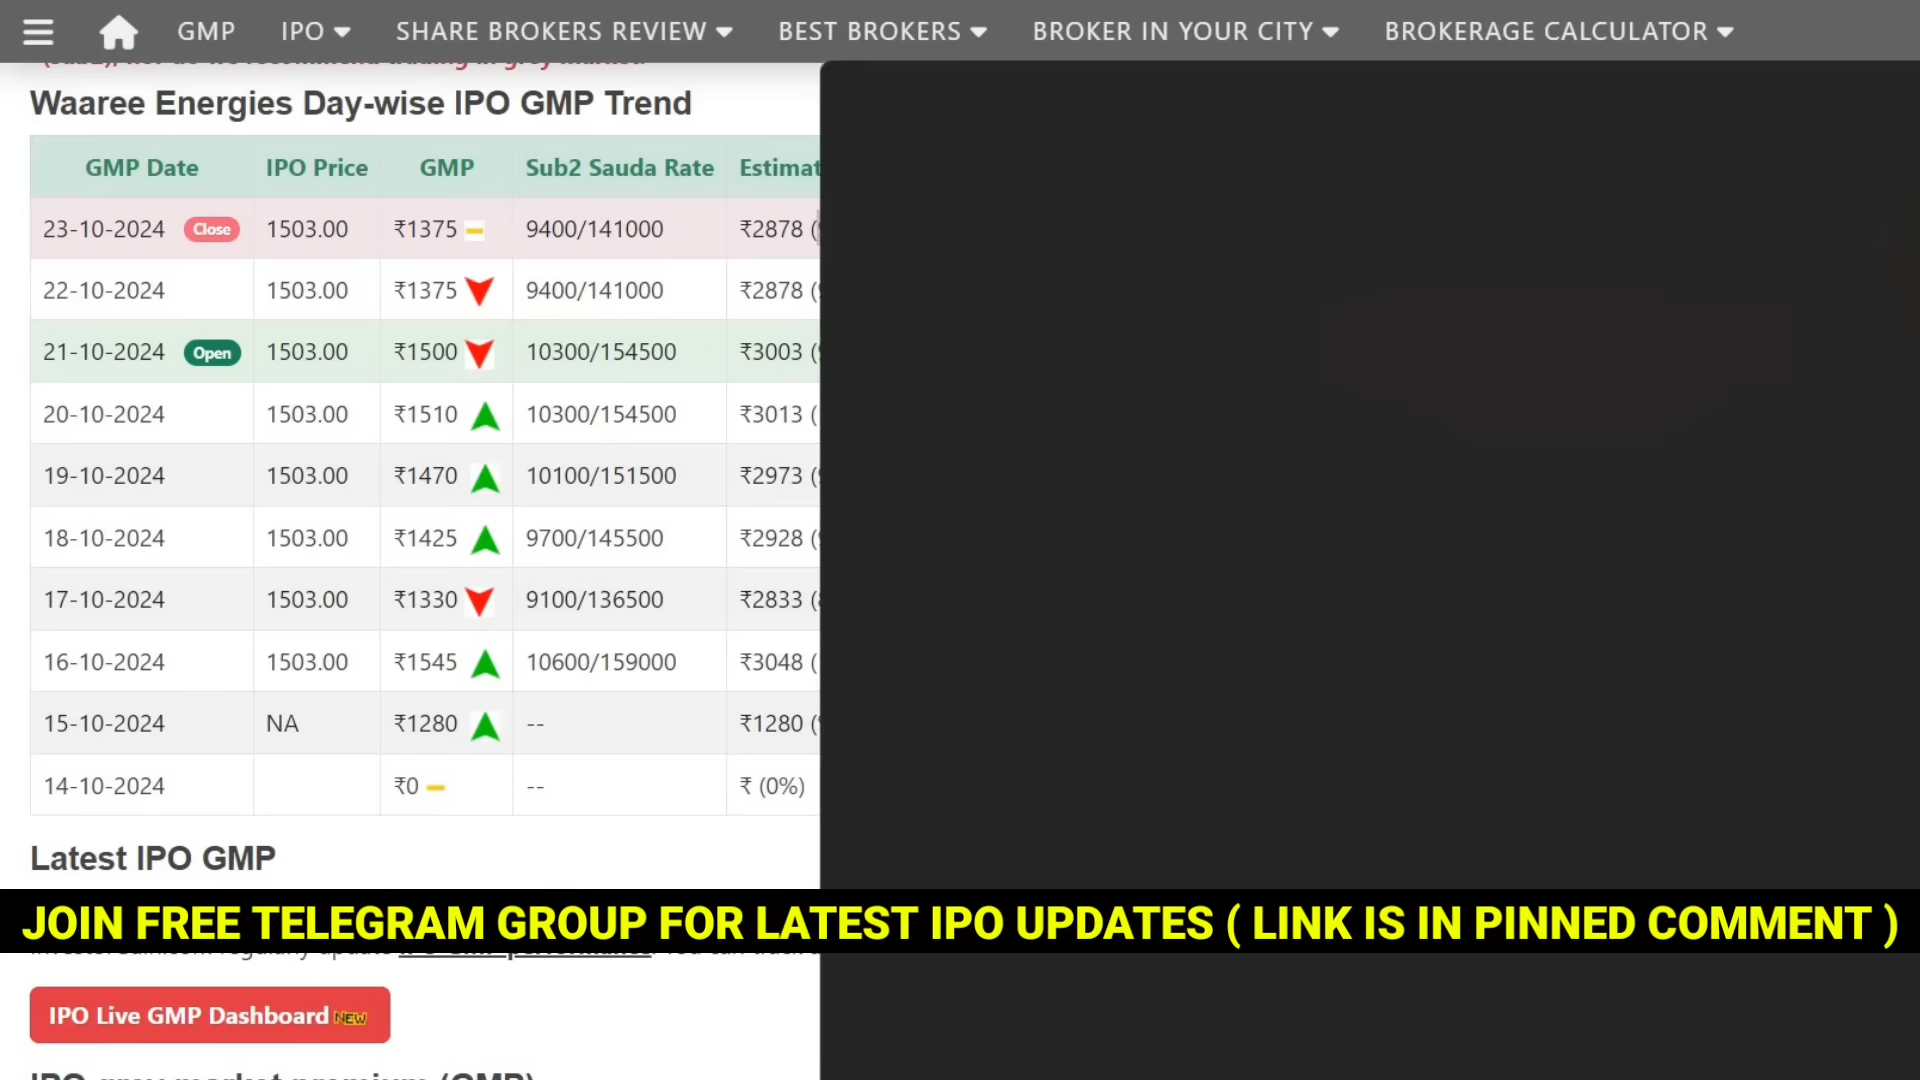 GMP IPO SHARE BROKERS REVIEW BEST BROKERS BROKER IN YOUR CITY BROKERAGE CALCULATOR
Waaree Energies Day-wise IPO GMP Trend
GMP Date IPO Price GMP Sub2 Sauda Rate
23-10-2024 Close 1503.00 ₹1375 9400/141000 ₹2878
22-10-2024 1503.00 ₹1375 9400/141000 ₹2878
21-10-2024 Open 1503.00 ₹1500 10300/154500 ₹3003
20-10-2024 1503.00 ₹1510 10300/154500 ₹3013 (
19-10-2024 1503.00 ₹1470 10100/151500 ₹2973
18-10-2024 1503.00 ₹1425 9700/145500 ₹2928
17-10-2024 1503.00 ₹1330 9100/136500 ₹2833
16-10-2024 1503.00 ₹1545 10600/159000 ₹3048 (
15-10-2024 NA ₹1280 -- ₹1280
14-10-2024 ₹0 -- ₹ (0%)
Latest IPO GMP
JOIN FREE TELEGRAM GROUP FOR LATEST IPO UPDATES ( LINK IS IN PINNED COMMENT )
IPO Live GMP Dashboard NEW
IPO grey market premium (GMP)